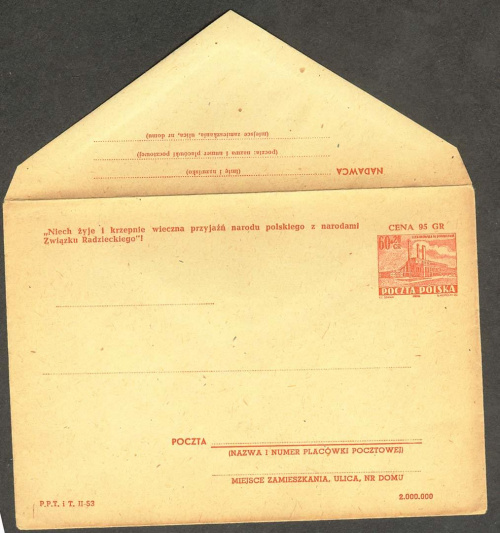 (miejsce zamieszkania, ulica, nr domu)
(poczta: nazwa i numer placówki pocztowej)
(imię i nazwisko)
NADAWCA
„Niech żyje i krzepnie wieczna przyjaźń narodu polskiego z narodami
Związku Radzieckiego"!
CENA 95 GR
60
GR
POCZTA POLSKA
POCZTA
(NAZWA I NUMER PLACÓWKI POCZTOWEJ)
MIEJSCE ZAMIESZKANIA, ULICA, NR DOMU
P.P.T. i T. II-53
2.000.000